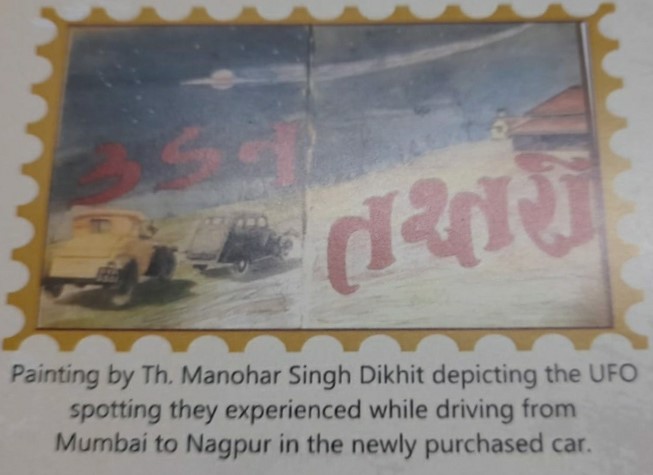 ઉડન
તશ્તરી
Painting by Th. Manohar Singh Dikhit depicting the UFO
spotting they experienced while driving from
Mumbai to Nagpur in the newly purchased car.